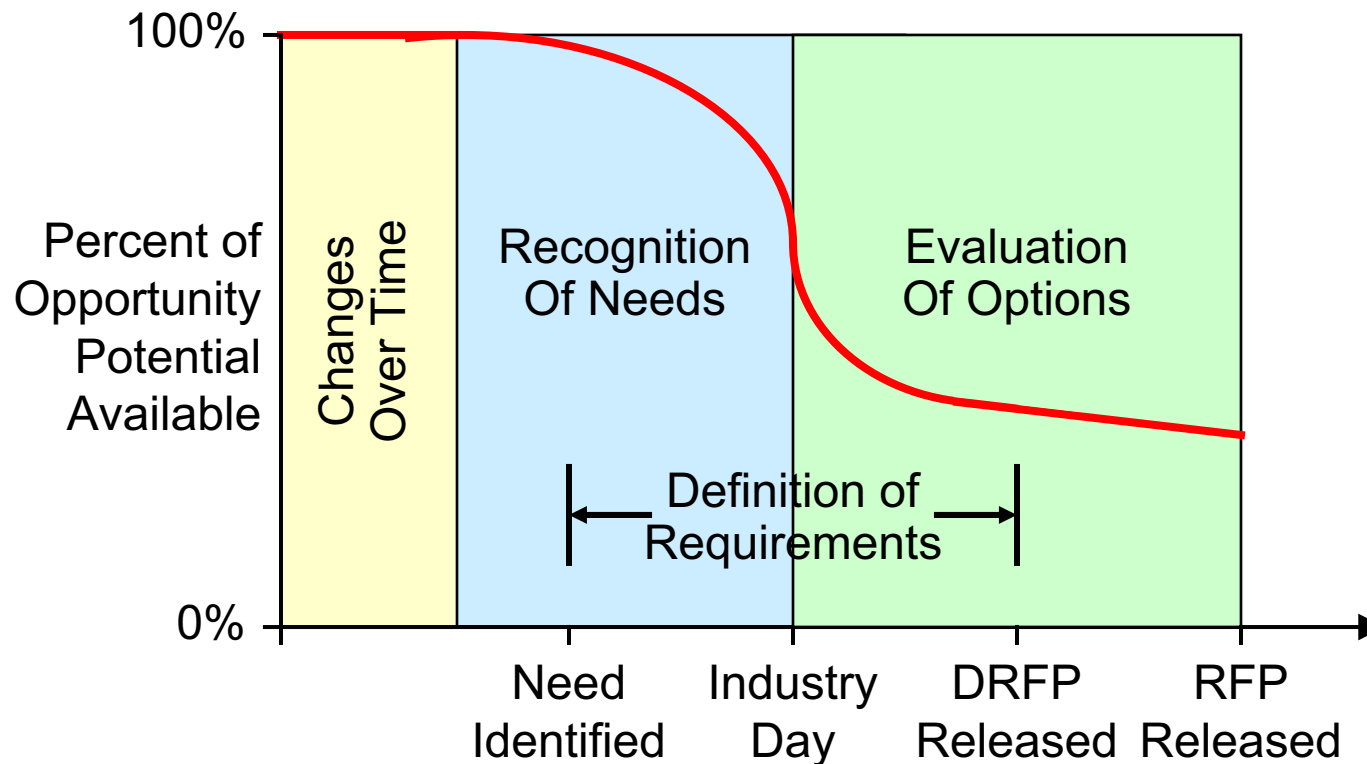 100%
Percent of
Opportunity
Potential
Available
Changes
Over Time
Recognition
Of Needs
Evaluation
Of Options
Definition of
Requirements
0%
Need
Identified
Industry
Day
DRFP
Released
RFP
Released